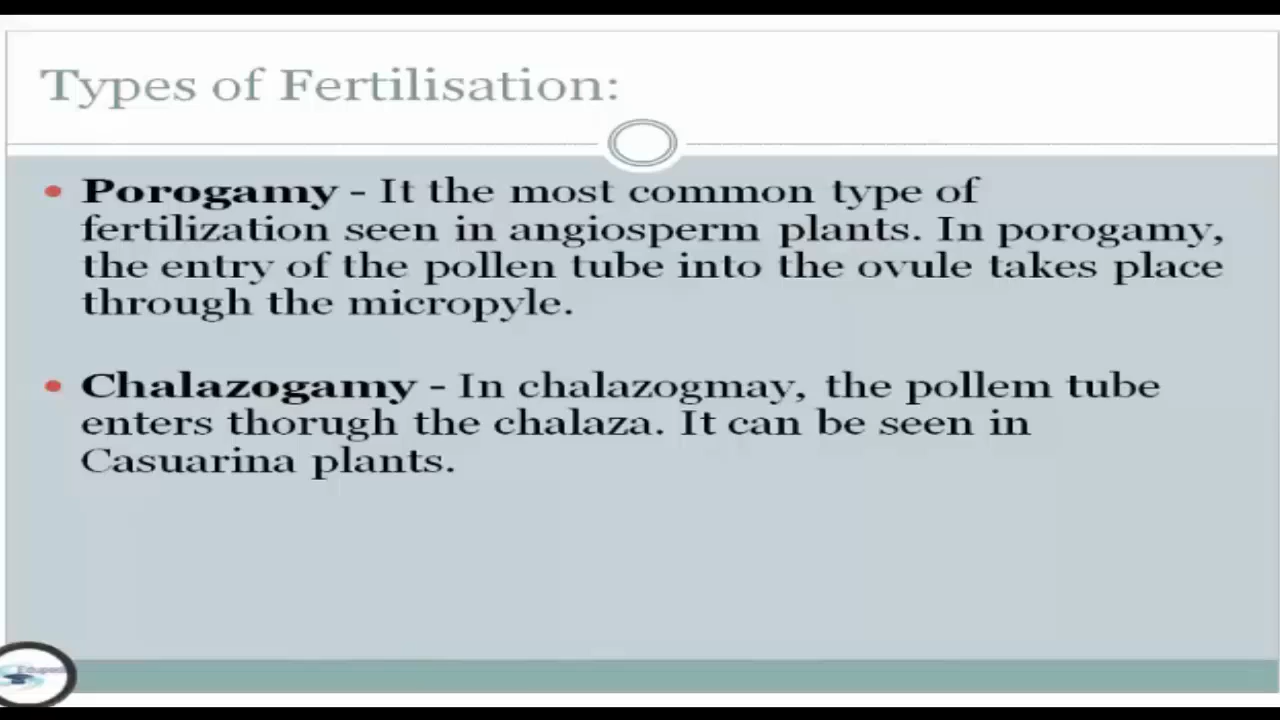 Types of Fertilisation:
• Porogamy - It the most common type of
fertilization seen in angiosperm plants. In porogamy,
the entry of the pollen tube into the ovule takes place
through the micropyle.
• Chalazogamy - In chalazogmay, the pollem tube
enters thorugh the chalaza. It can be seen in
Casuarina plants.